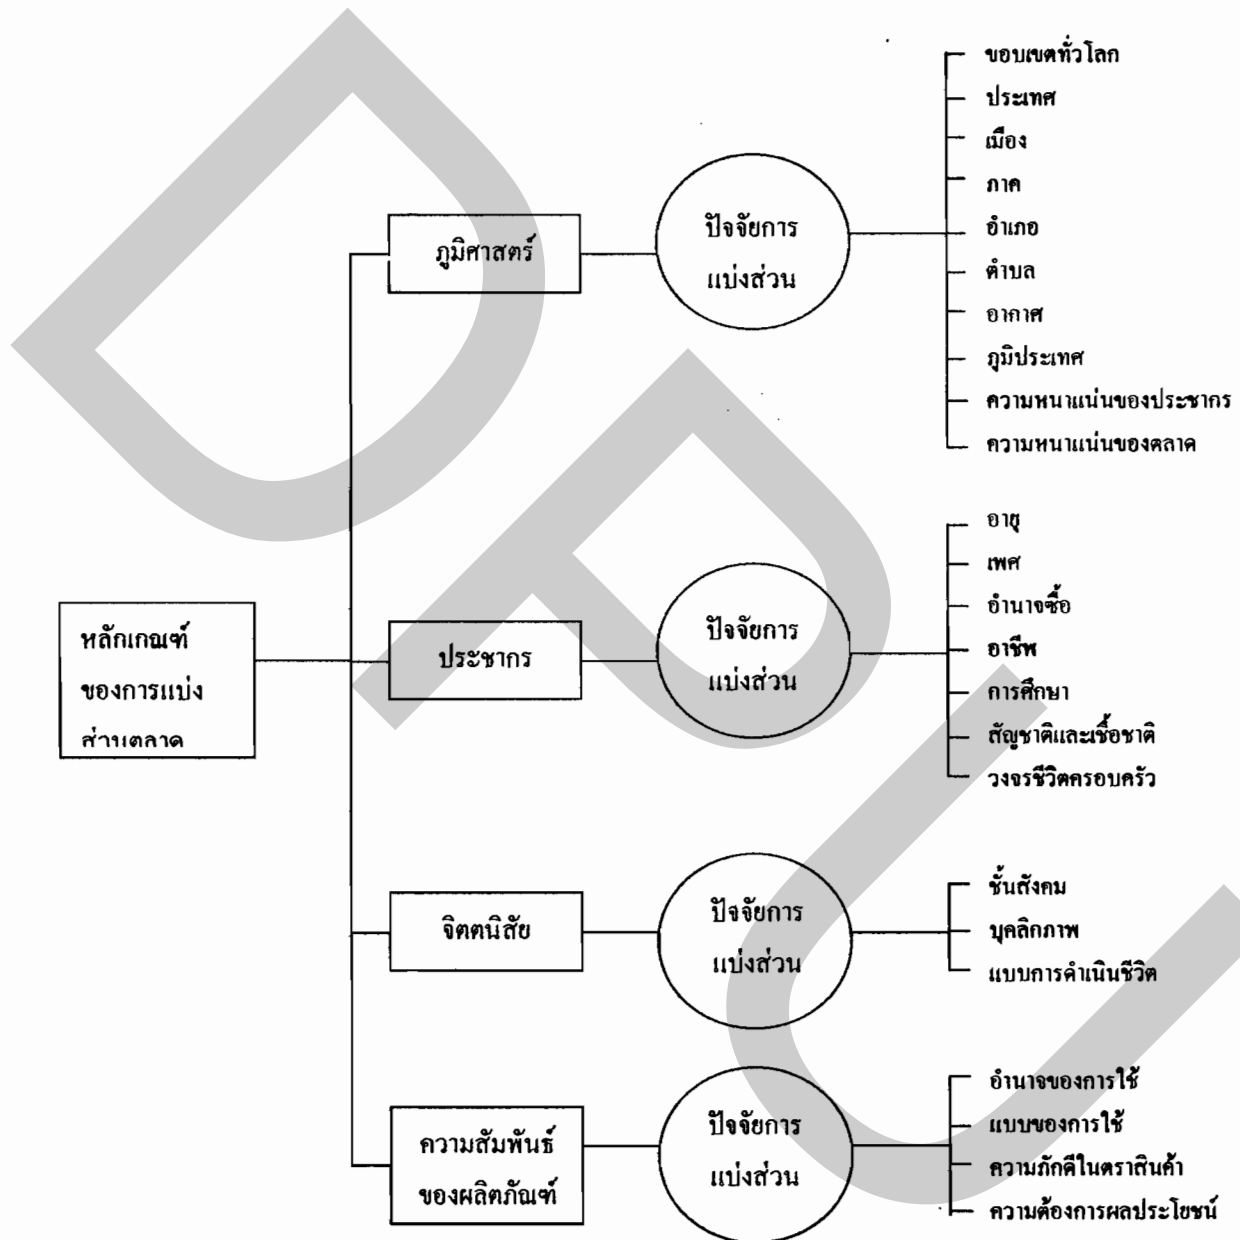 หลักเกณฑ์
ของการแบ่ง
ส่วนตลาด
ภูมิศาสตร์
ปัจจัยการ
แบ่งส่วน
ขอบเขตทั่วโลก
ประเทศ
เมือง
ภาค
อำเภอ
ตำบล
อากาศ
ภูมิประเทศ
ความหนาแน่นของประชากร
ความหนาแน่นของตลาด
ประชากร
ปัจจัยการ
แบ่งส่วน
อายุ
เพศ
อำนาจซื้อ
อาชีพ
การศึกษา
สัญชาติและเชื้อชาติ
วงจรชีวิตครอบครัว
จิตตนิสัย
ปัจจัยการ
แบ่งส่วน
ชั้นสังคม
บุคลิกภาพ
แบบการดำเนินชีวิต
ความสัมพันธ์
ของผลิตภัณฑ์
ปัจจัยการ
แบ่งส่วน
อำนาจของการใช้
แบบของการใช้
ความภักดีในตราสินค้า
ความต้องการผลประโยชน์
DPU